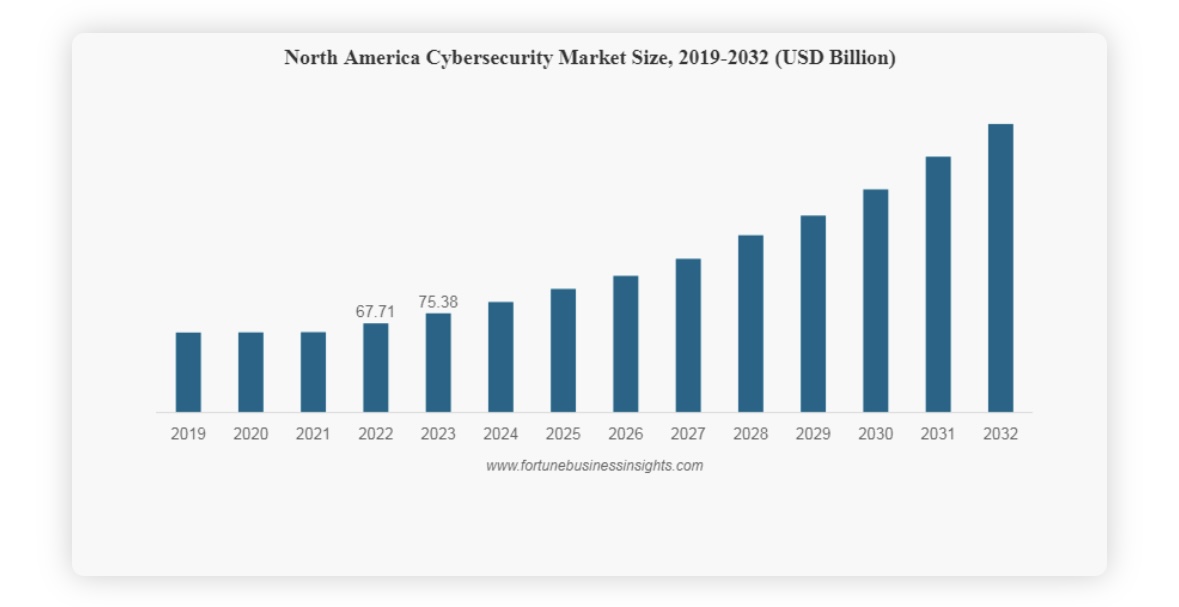 North America Cybersecurity Market Size, 2019-2032 (USD Billion)
67.71
75.38
2019 2020 2021 2022 2023 2024 2025 2026 2027 2028 2029 2030 2031 2032
www.fortunebusinessinsights.com